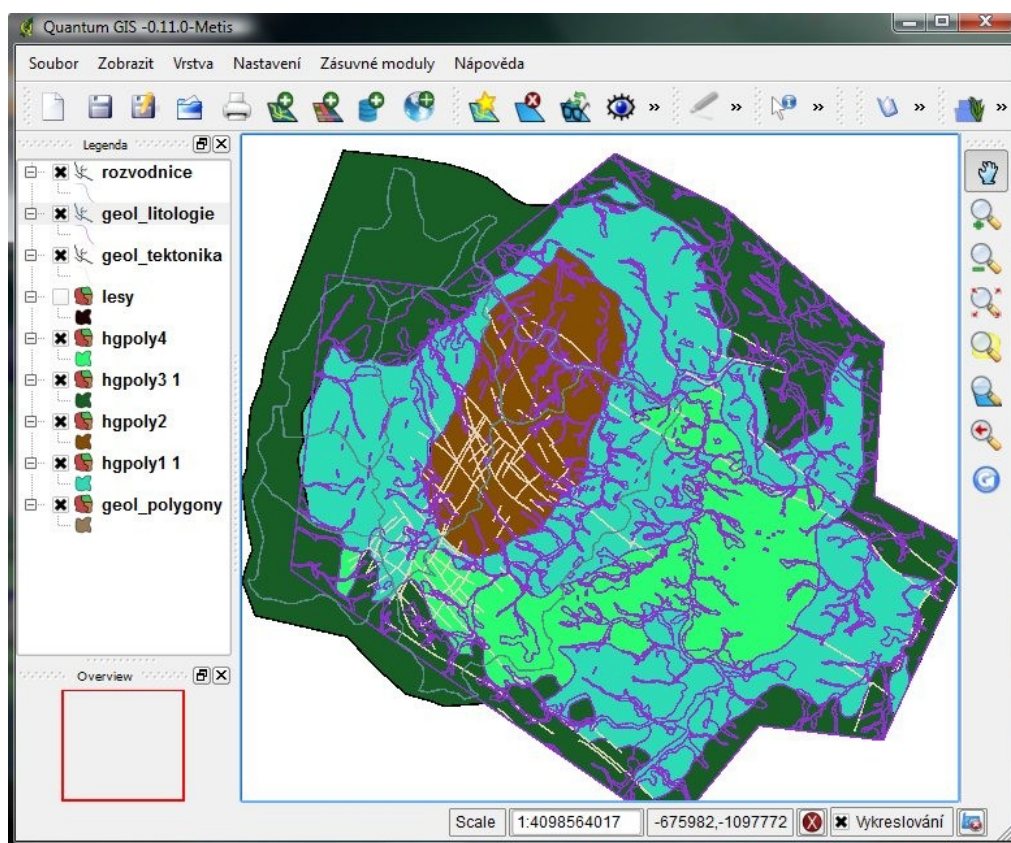 Quantum GIS -0.11.0-Metis
Soubor Zobrazit Vrstva Nastavení Zásuvné moduly Nápověda
Legenda
rozvodnice
geol_litologie
geol_tektonika
lesy
hgpoly4
hgpoly3 1
hgpoly2
hgpoly1 1
geol_polygony
Overview
Scale 1:4098564017 -675982,-1097772 Vykreslování